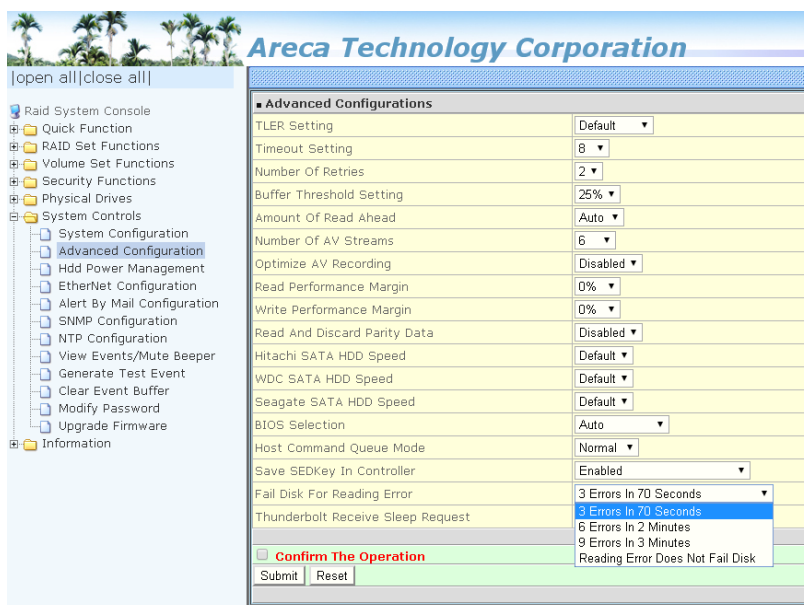 Areca Technology Corporation
|open all|close all|
Raid System Console
Quick Function
RAID Set Functions
Volume Set Functions
Security Functions
Physical Drives
System Controls
System Configuration
Advanced Configuration
Hdd Power Management
EtherNet Configuration
Alert By Mail Configuration
SNMP Configuration
NTP Configuration
View Events/Mute Beeper
Generate Test Event
Clear Event Buffer
Modify Password
Upgrade Firmware
Information
Advanced Configurations
TLER Setting Default
Timeout Setting 8
Number Of Retries 2
Buffer Threshold Setting 25%
Amount Of Read Ahead Auto
Number Of AV Streams 6
Optimize AV Recording Disabled
Read Performance Margin 0%
Write Performance Margin 0%
Read And Discard Parity Data Disabled
Hitachi SATA HDD Speed Default
WDC SATA HDD Speed Default
Seagate SATA HDD Speed Default
BIOS Selection Auto
Host Command Queue Mode Normal
Save SEDKey In Controller Enabled
Fail Disk For Reading Error 3 Errors In 70 Seconds
Thunderbolt Receive Sleep Request
3 Errors In 70 Seconds
6 Errors In 2 Minutes
9 Errors In 3 Minutes
Reading Error Does Not Fail Disk
Confirm The Operation
Submit Reset